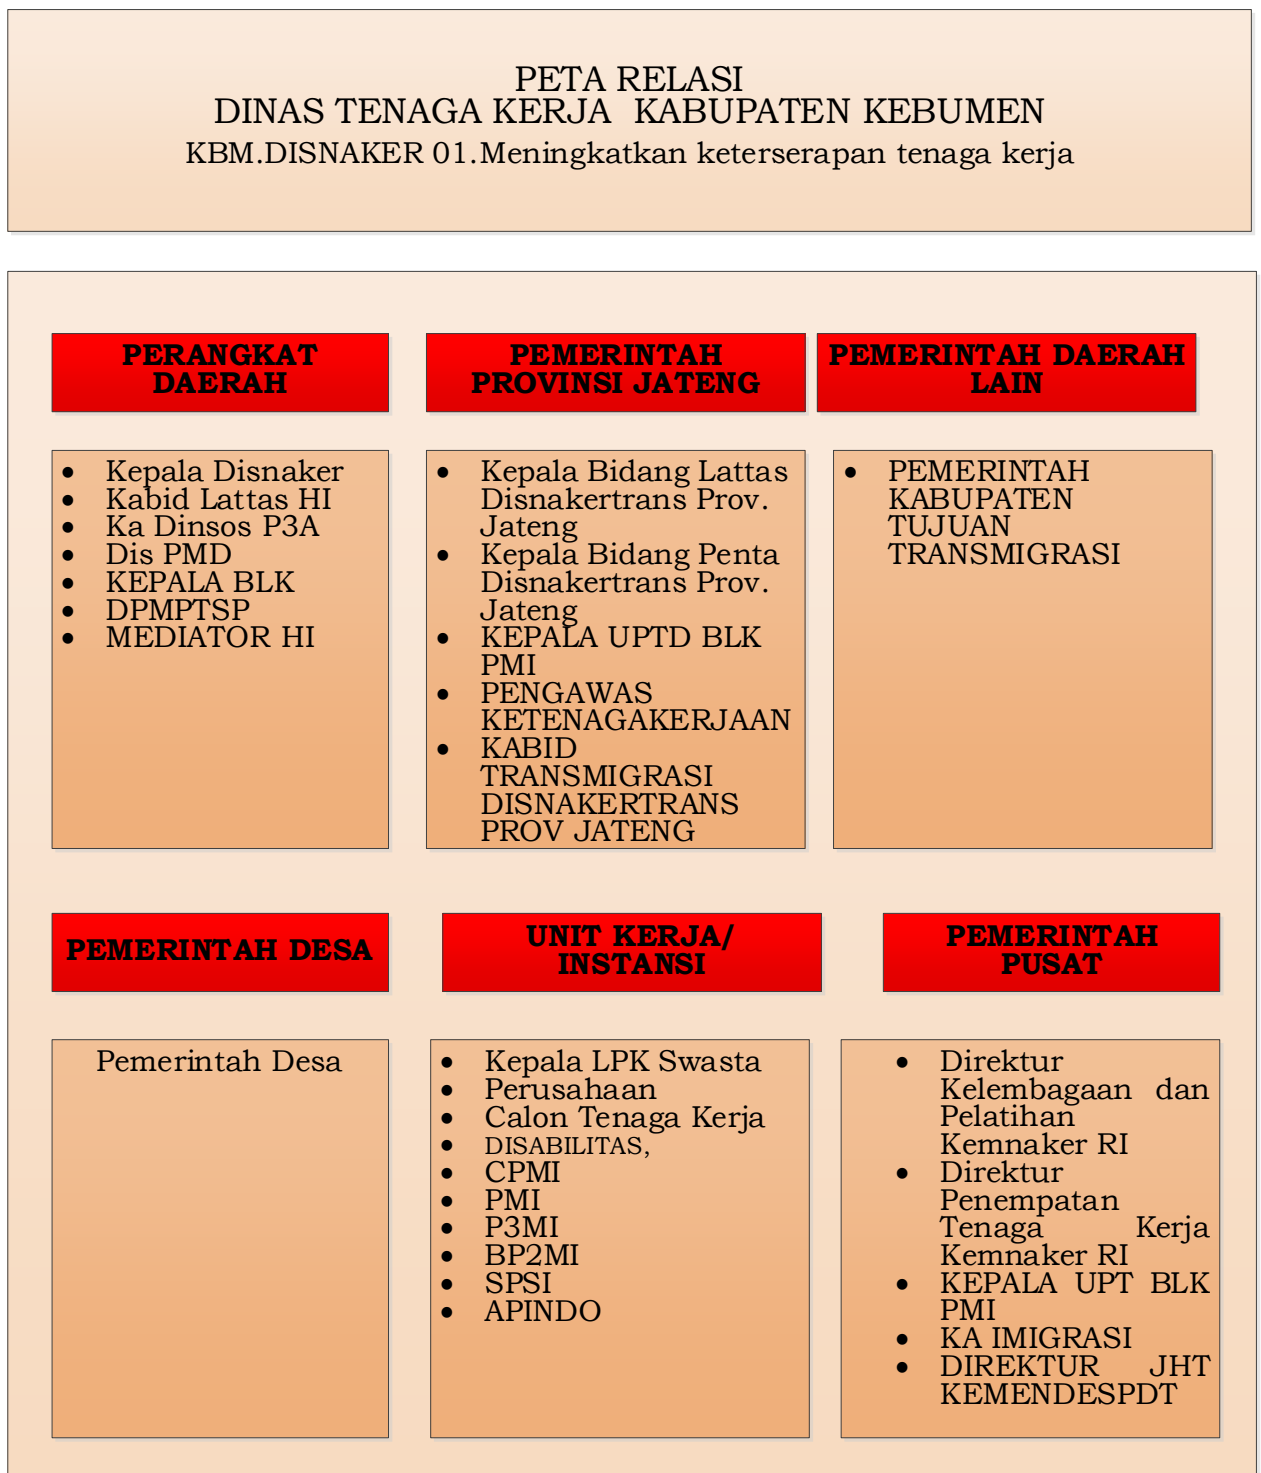 PETA RELASI
DINAS TENAGA KERJA KABUPATEN KEBUMEN
KBM.DISNAKER 01.Meningkatkan keterserapan tenaga kerja
PERANGKAT
DAERAH
• Kepala Disnaker
• Kabid Lattas HI
• Ka Dinsos P3A
• Dis PMD
• KEPALA BLK
• DPMPTSP
• MEDIATOR HI
PEMERINTAH
PROVINSI JATENG
• Kepala Bidang Lattas
Disnakertrans Prov.
Jateng
• Kepala Bidang Penta
Disnakertrans Prov.
Jateng
• KEPALA UPTD BLK
PMI
• PENGAWAS
KETENAGAKERJAAN
• KABID
TRANSMIGRASI
DISNAKERTRANS
PROV JATENG
PEMERINTAH DAERAH
LAIN
• PEMERINTAH
KABUPATEN
TUJUAN
TRANSMIGRASI
PEMERINTAH DESA
Pemerintah Desa
UNIT KERJA/
INSTANSI
• Kepala LPK Swasta
• Perusahaan
• Calon Tenaga Kerja
• DISABILITAS,
• CPMI
• PMI
• P3MI
• BP2MI
• SPSI
• APINDO
PEMERINTAH
PUSAT
• Direktur
Kelembagaan dan
Pelatihan
Kemnaker RI
• Direktur
Penempatan
Tenaga Kerja
Kemnaker RI
• KEPALA UPT BLK
PMI
• KA IMIGRASI
• DIREKTUR JHT
KEMENDESPDT